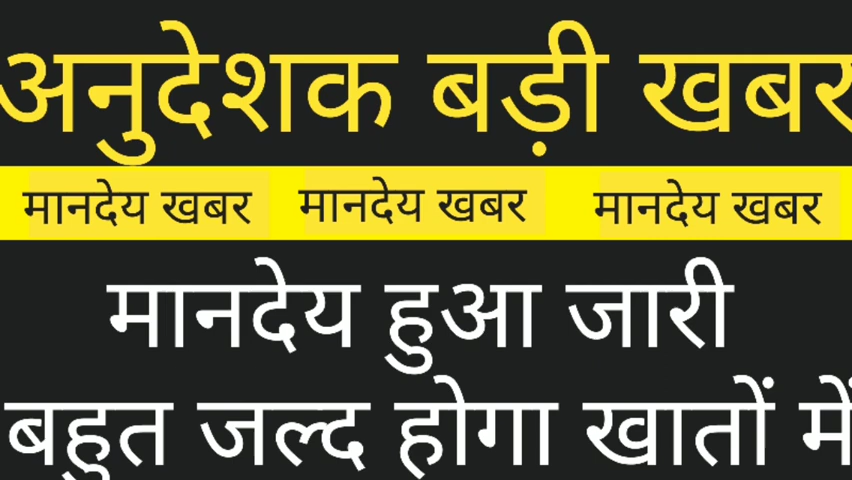 अनुदेशक बड़ी खबर
मानदेय खबर मानदेय खबर मानदेय खबर
मानदेय हुआ जारी
बहुत जल्द होगा खातों में